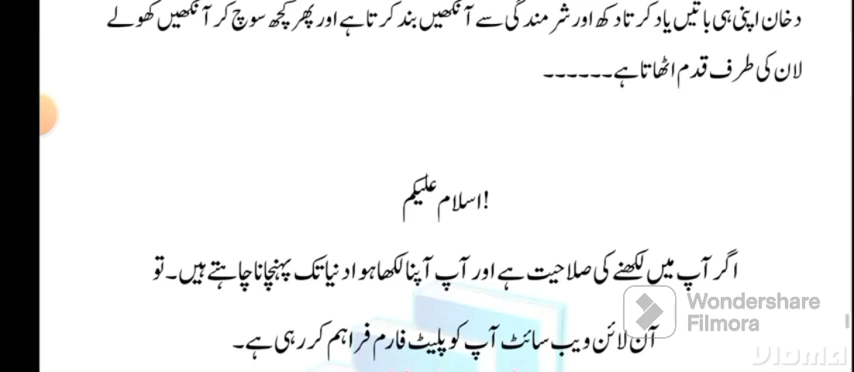 دخان اپنی ہی باتیں یاد کرتا دکھ اور شرمندگی سے آنکھیں بند کرتا ہے اور پھر کچھ سوچ کر آنکھیں کھولے
لان کی طرف قدم اٹھاتا ہے۔۔۔۔۔۔
!اسلام علیکم
اگر آپ میں لکھنے کی صلاحیت ہے اور آپ آپنا لکھا ہوا دنیا تک پہنچانا چاہتے ہیں۔ تو
آن لائن ویب سائٹ آپ کو پلیٹ فارم فراہم کر رہی ہے۔
Wondershare
Filmora